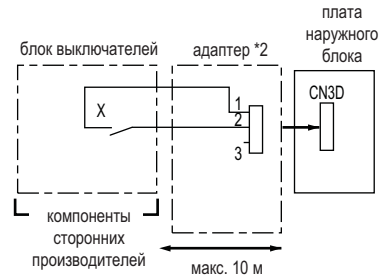 плата
наружного
блока
блок выключателей
адаптер *2
CN3D
X
1
2
3
компоненты
сторонних
производителей
макс. 10 м